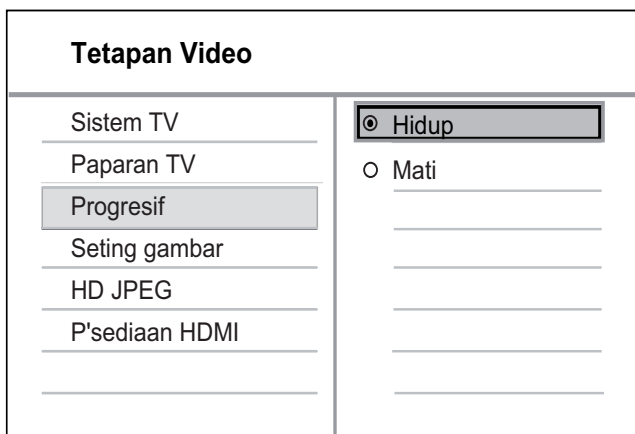 Tetapan Video
Sistem TV
Paparan TV
Progresif
Seting gambar
HD JPEG
P'sediaan HDMI
Hidup
Mati